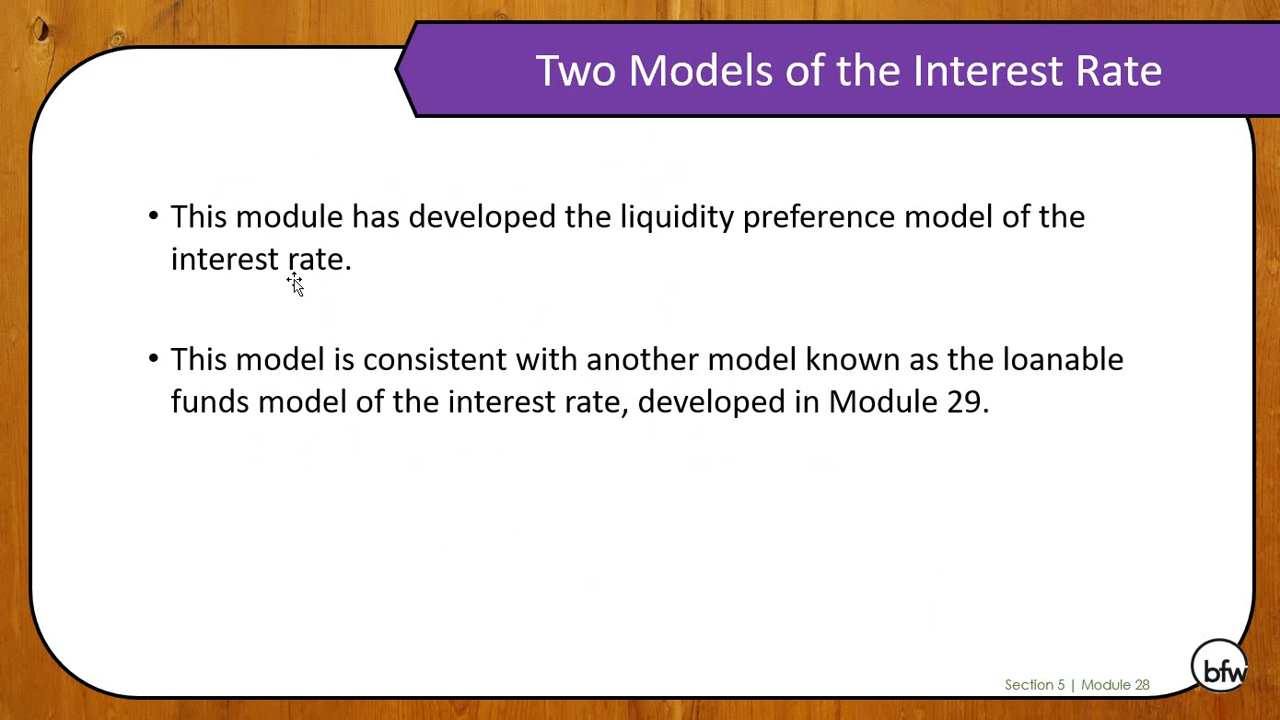 Two Models of the Interest Rate
• This module has developed the liquidity preference model of the
interest rate.
• This model is consistent with another model known as the loanable
funds model of the interest rate, developed in Module 29.
Section 5 | Module 28
bfw